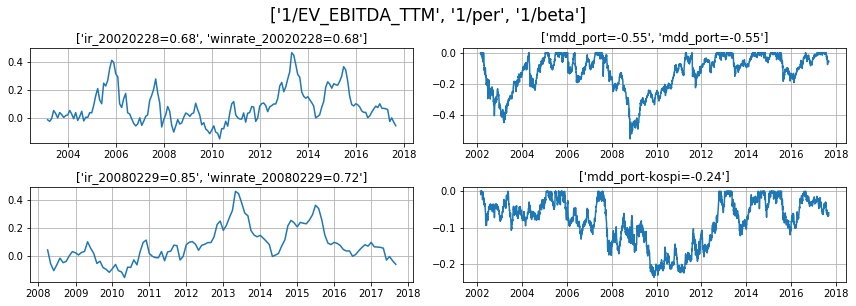 ['1/EV_EBITDA_TTM', '1/per', '1/beta']
['ir_20020228=0.68', 'winrate_20020228=0.68']
0.4
0.2
0.0
2004 2006 2008 2010 2012 2014 2016 2018
['mdd_port=-0.55', 'mdd_port=-0.55']
0.0
−0.2
−0.4
2002 2004 2006 2008 2010 2012 2014 2016 2018
['ir_20080229=0.85', 'winrate_20080229=0.72']
0.4
0.2
0.0
2008 2009 2010 2011 2012 2013 2014 2015 2016 2017 2018
['mdd_port-kospi=-0.24']
0.0
−0.1
−0.2
2002 2004 2006 2008 2010 2012 2014 2016 2018